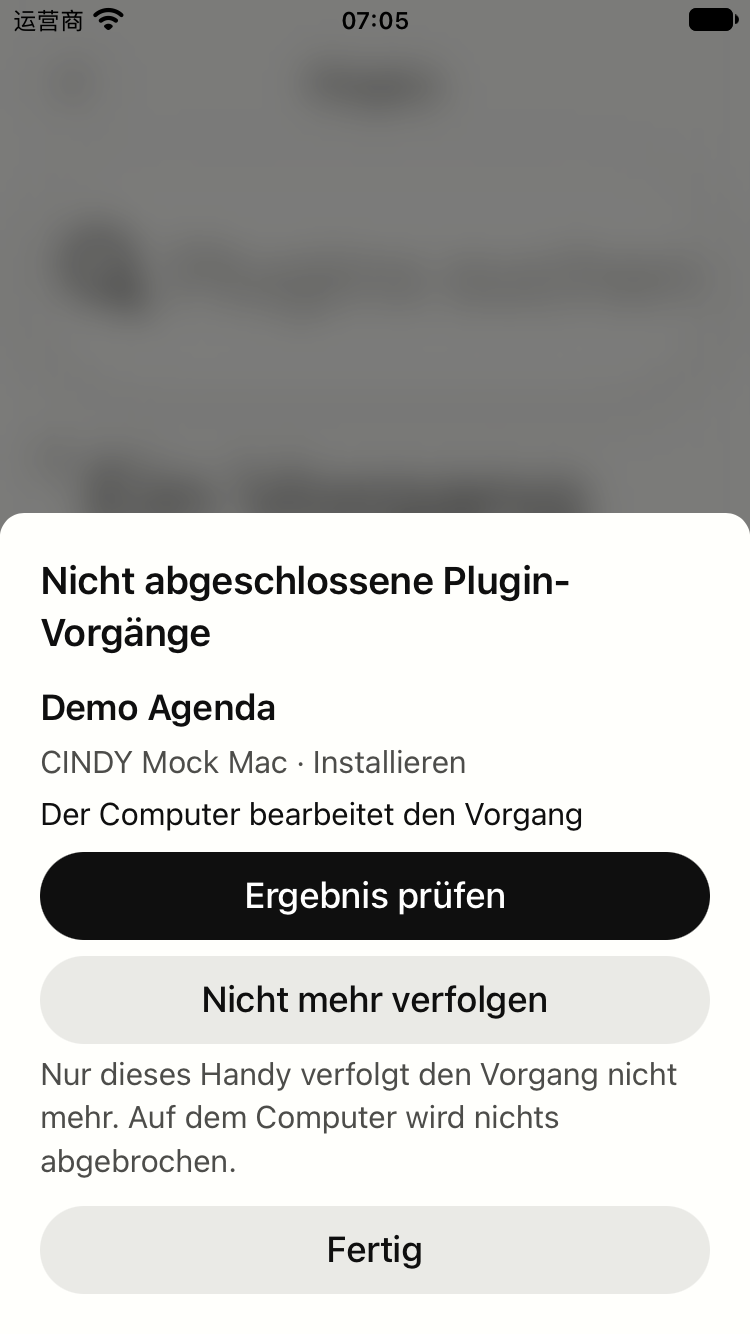 运营商
07:05
Nicht abgeschlossene Plugin-
Vorgänge
Demo Agenda
CINDY Mock Mac · Installieren
Der Computer bearbeitet den Vorgang
Ergebnis prüfen
Nicht mehr verfolgen
Nur dieses Handy verfolgt den Vorgang nicht
mehr. Auf dem Computer wird nichts
abgebrochen.
Fertig